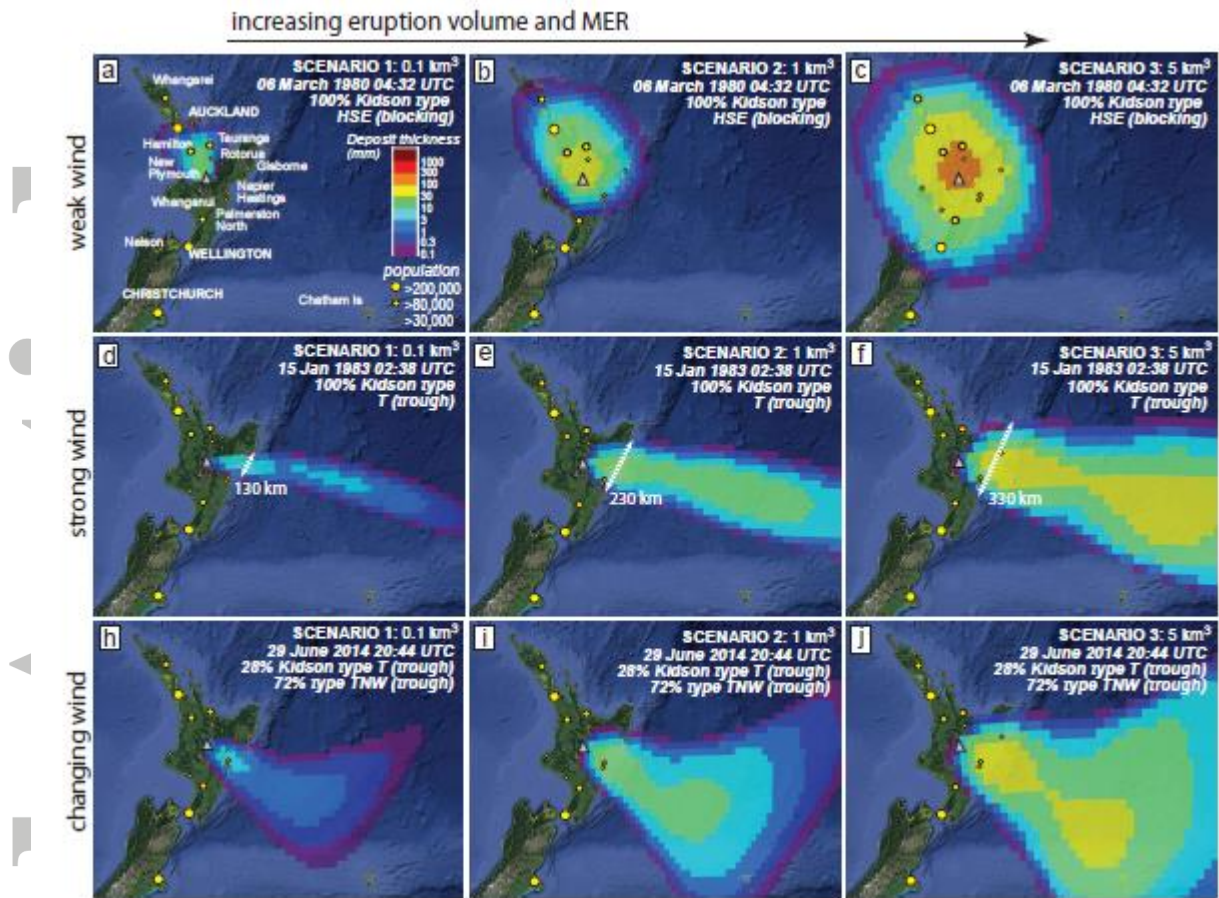 increasing eruption volume and MER
weak wind
a
SCENARIO 1: 0.1 km³
06 March 1980 04:32 UTC
100% Kidson type
HSE (blocking)
Whangarei
AUCKLAND
Hamilton
Tauranga
Rotorua
New
Plymouth
Gisborne
Napier
Hastings
Whanganui
Palmerston
North
Nelson
WELLINGTON
CHRISTCHURCH
Chatham Is
Deposit thickness
(mm)
1000
300
100
30
10
3
1
0.3
0.1
population
>200,000
>80,000
>30,000
b
SCENARIO 2: 1 km³
06 March 1980 04:32 UTC
100% Kidson type
HSE (blocking)
c
SCENARIO 3: 5 km³
06 March 1980 04:32 UTC
100% Kidson type
HSE (blocking)
strong wind
d
SCENARIO 1: 0.1 km³
15 Jan 1983 02:38 UTC
100% Kidson type
T (trough)
130 km
e
SCENARIO 2: 1 km³
15 Jan 1983 02:38 UTC
100% Kidson type
T (trough)
230 km
f
SCENARIO 3: 5 km³
15 Jan 1983 02:38 UTC
100% Kidson type
T (trough)
330 km
changing wind
h
SCENARIO 1: 0.1 km³
29 June 2014 20:44 UTC
28% Kidson type T (trough)
72% type TNW (trough)
i
SCENARIO 2: 1 km³
29 June 2014 20:44 UTC
28% Kidson type T (trough)
72% type TNW (trough)
j
SCENARIO 3: 5 km³
29 June 2014 20:44 UTC
28% Kidson type T (trough)
72% type TNW (trough)